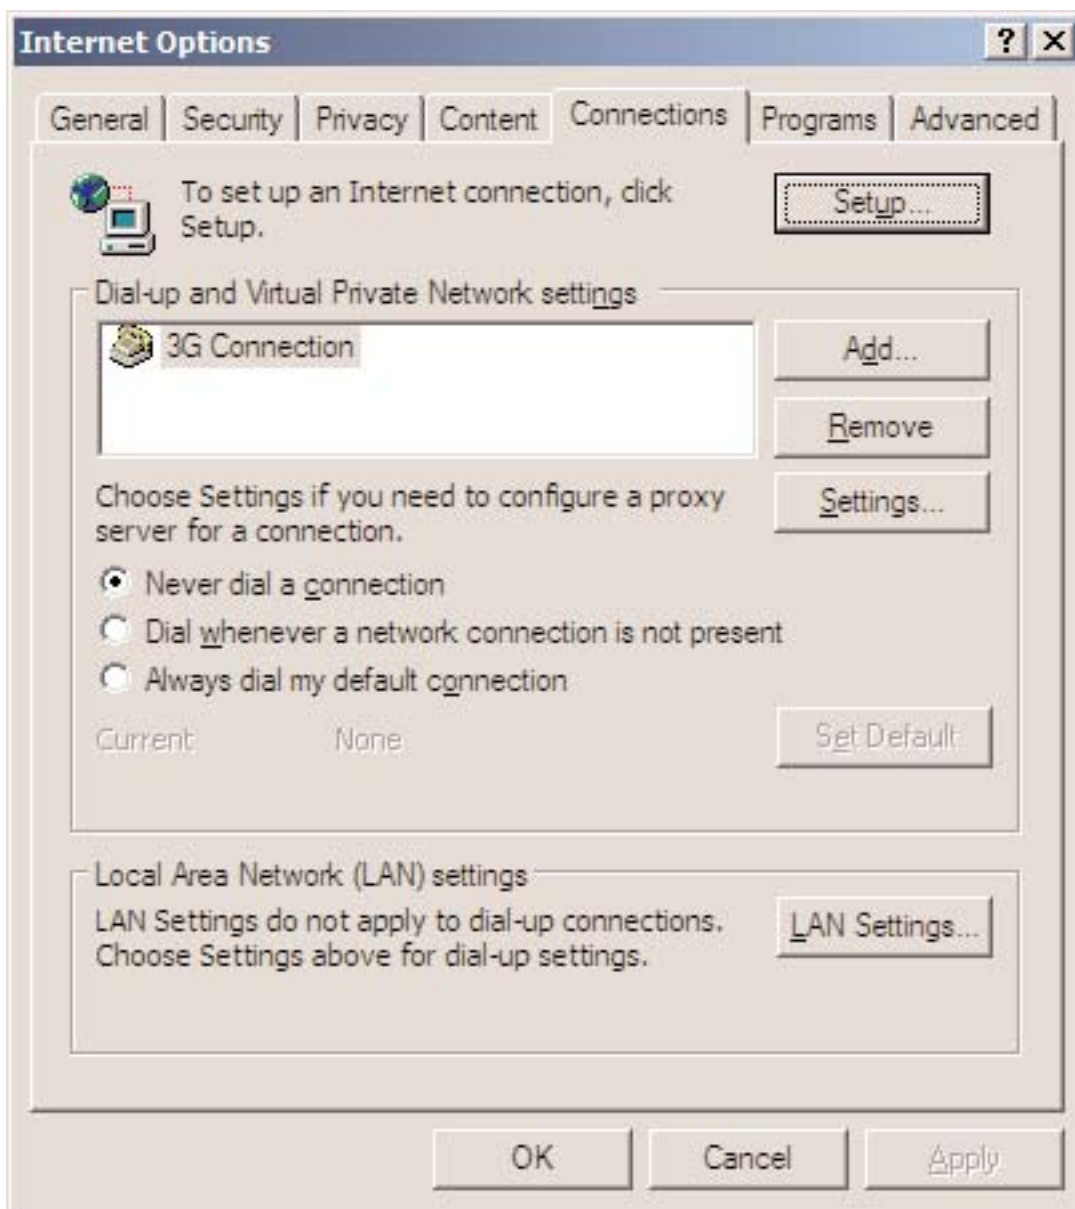 Internet Options
General Security Privacy Content Connections Programs Advanced
To set up an Internet connection, click
Setup.
Setup...
Dial-up and Virtual Private Network settings
3G Connection
Add...
Remove
Choose Settings if you need to configure a proxy
server for a connection.
Settings...
Never dial a connection
Dial whenever a network connection is not present
Always dial my default connection
Current None
Set Default
Local Area Network (LAN) settings
LAN Settings do not apply to dial-up connections.
Choose Settings above for dial-up settings.
LAN Settings...
OK Cancel Apply